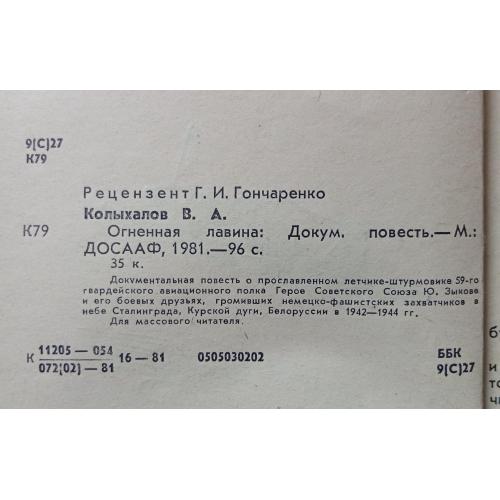 9(С)27
К79
Рецензент Г. И. Гончаренко
Колыхалов В. А.
К79 Огненная лавина: Докум. повесть.— М.:
ДОСААФ, 1981.—96 с.
35 к.
Документальная повесть о прославленном летчике-штурмовике 59-го
гвардейского авиационного полка Герое Советского Союза Ю. Зыкове
и его боевых друзьях, громивших немецко-фашистских захватчиков в
небе Сталинграда, Курской дуги, Белоруссии в 1942—1944 гг.
Для массового читателя.
11205 — 054
К 16 — 81 0505030202
072(02) — 81
ББК
9(С)27
и